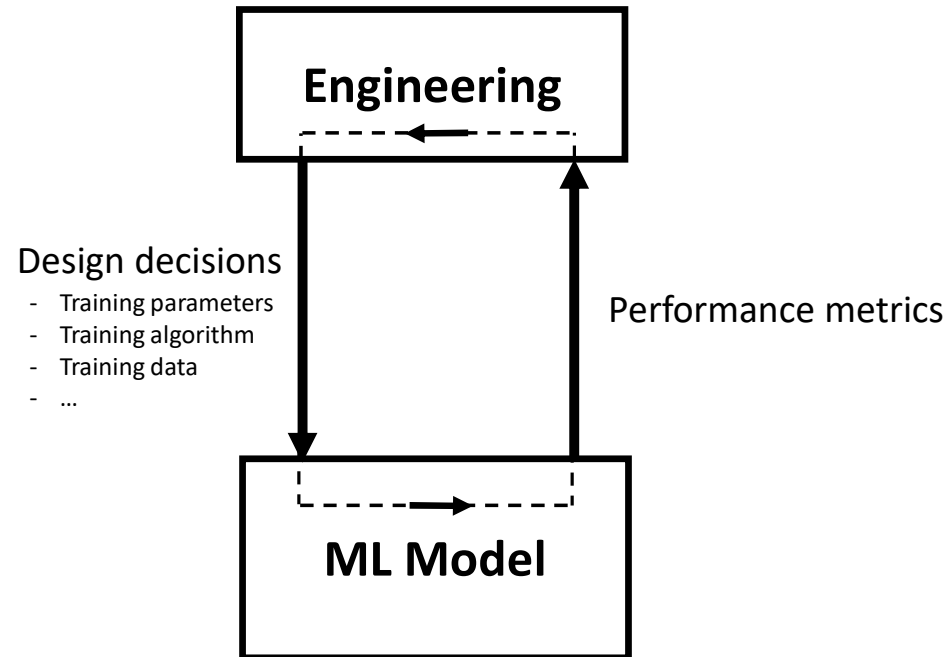 Engineering
Design decisions
- Training parameters
- Training algorithm
- Training data
- …
Performance metrics
ML Model